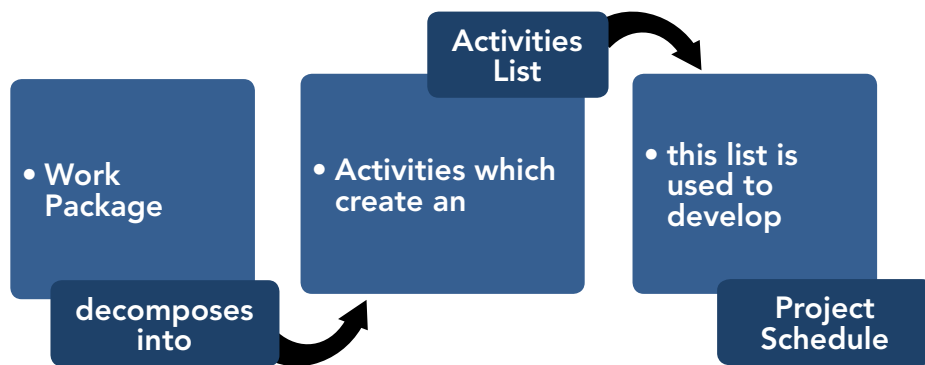 • Work
Package
decomposes
into
• Activities which
create an
Activities
List
• this list is
used to
develop
Project
Schedule